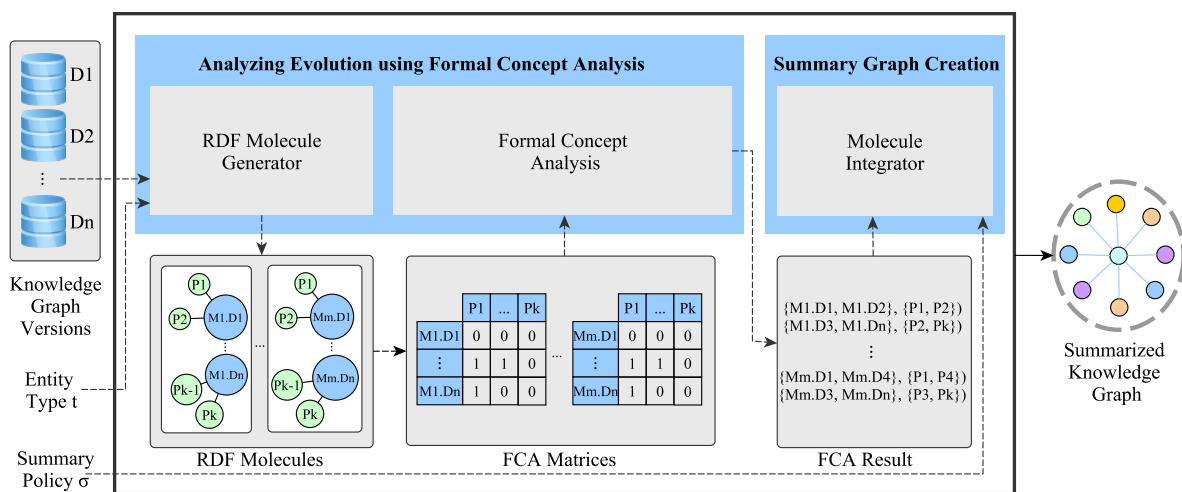 D1
D2
⋮
Dn
Knowledge
Graph
Versions
Entity
Type t
Summary
Policy σ
Analyzing Evolution using Formal Concept Analysis
RDF Molecule
Generator
Formal Concept
Analysis
Summary Graph Creation
Molecule
Integrator
P1
P2
M1.D1
⋮
M1.Dn
Pk-1
Pk
...
P1
P2
Mm.D1
⋮
Mm.Dn
Pk-1
Pk
RDF Molecules
P1 ... Pk
M1.D1 0 0 0
⋮ 1 1 0
M1.Dn 1 0 0
...
P1 ... Pk
Mm.D1 0 0 0
⋮ 1 1 0
Mm.Dn 1 0 0
FCA Matrices
{M1.D1, M1.D2}, {P1, P2})
{M1.D3, M1.Dn}, {P2, Pk})
⋮
{Mm.D1, Mm.D4}, {P1, P4})
{Mm.D3, Mm.Dn}, {P3, Pk})
FCA Result
Summarized
Knowledge
Graph